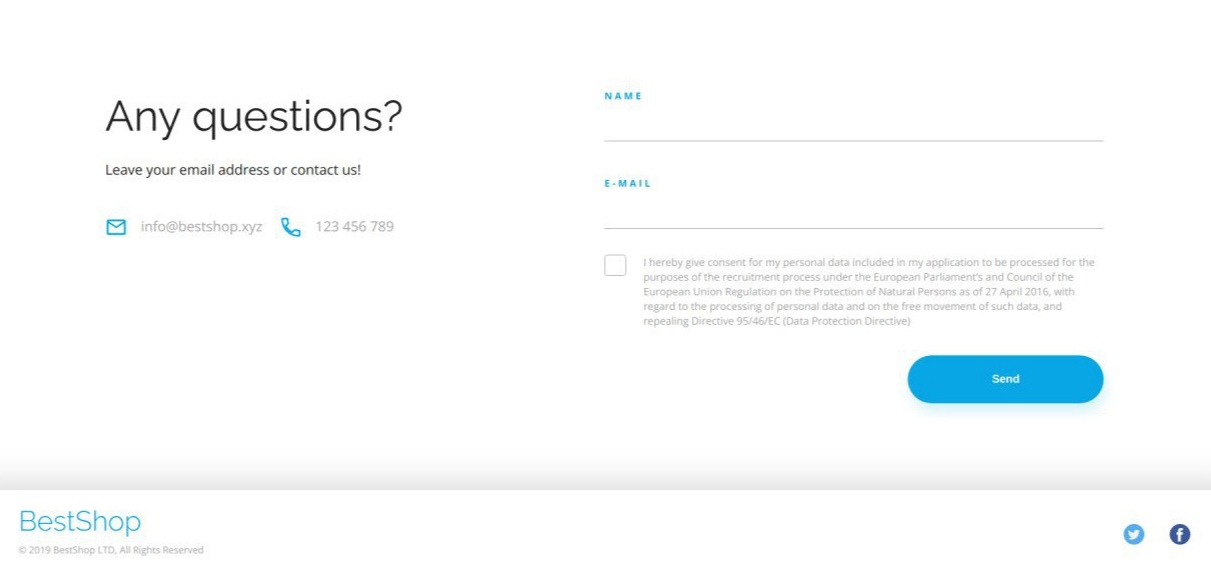 Any questions?
Leave your email address or contact us!
info@bestshop.xyz 123 456 789
NAME
E-MAIL
I hereby give consent for my personal data included in my application to be processed for the
purposes of the recruitment process under the European Parliament's and Council of the
European Union Regulation on the Protection of Natural Persons as of 27 April 2016, with
regard to the processing of personal data and on the free movement of such data, and
repealing Directive 95/46/EC (Data Protection Directive)
Send
BestShop
© 2019 BestShop LTD, All Rights Reserved